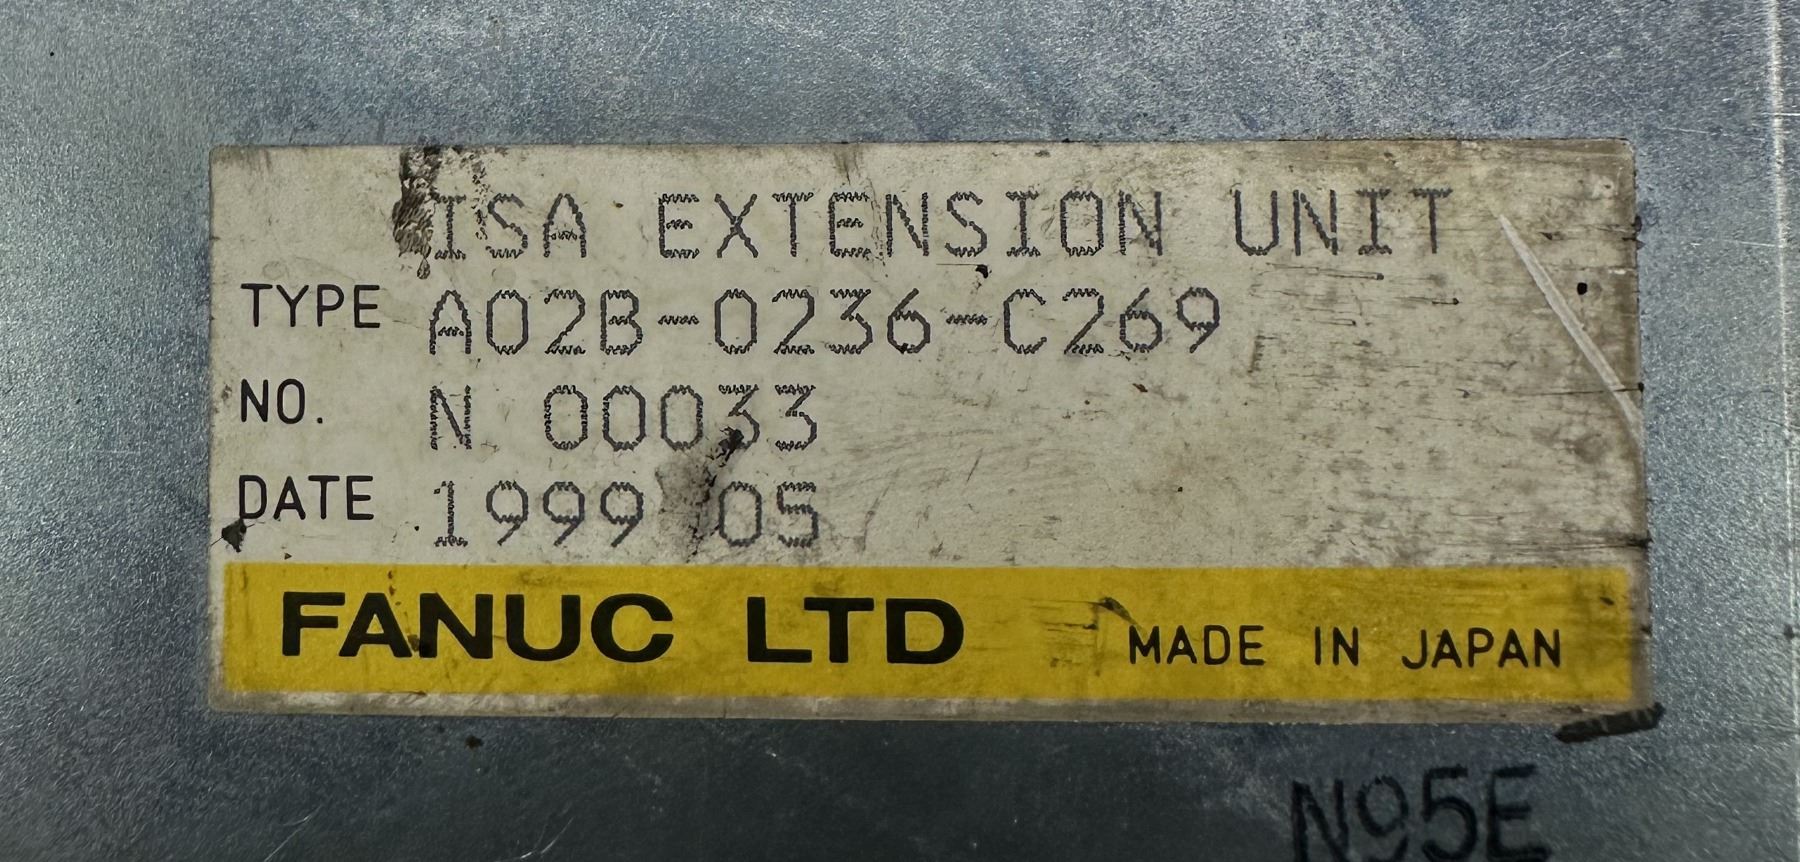 ISA EXTENSION UNIT
TYPE A02B-0236-C269
NO. N 00033
DATE 1999 05
FANUC LTD MADE IN JAPAN
N95E